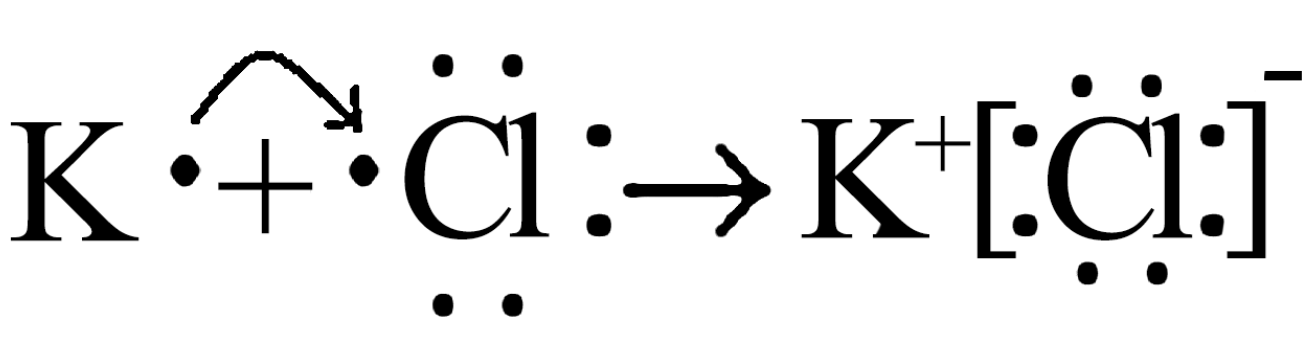 K · + · Cl : → K⁺ [:Cl:]⁻